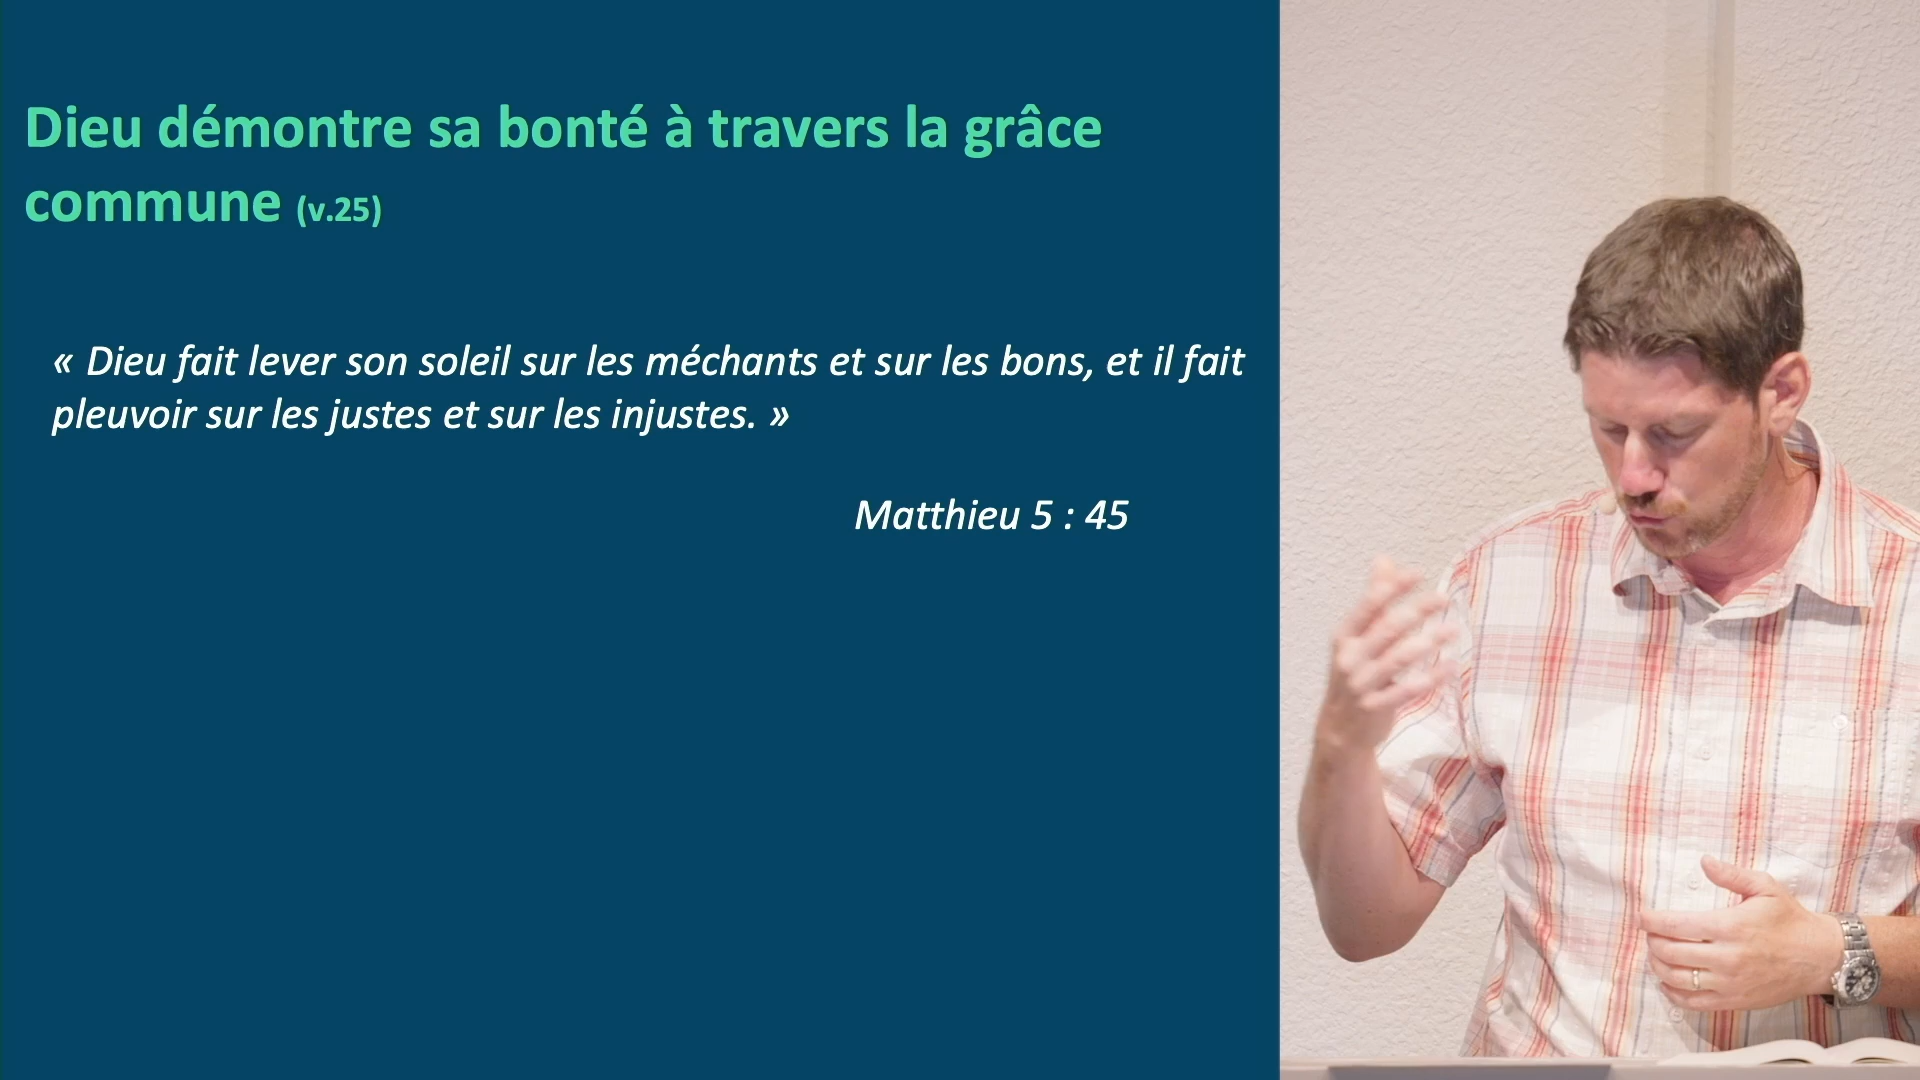 Dieu démontre sa bonté à travers la grâce
commune (v.25)
« Dieu fait lever son soleil sur les méchants et sur les bons, et il fait
pleuvoir sur les justes et sur les injustes. »
Matthieu 5 : 45